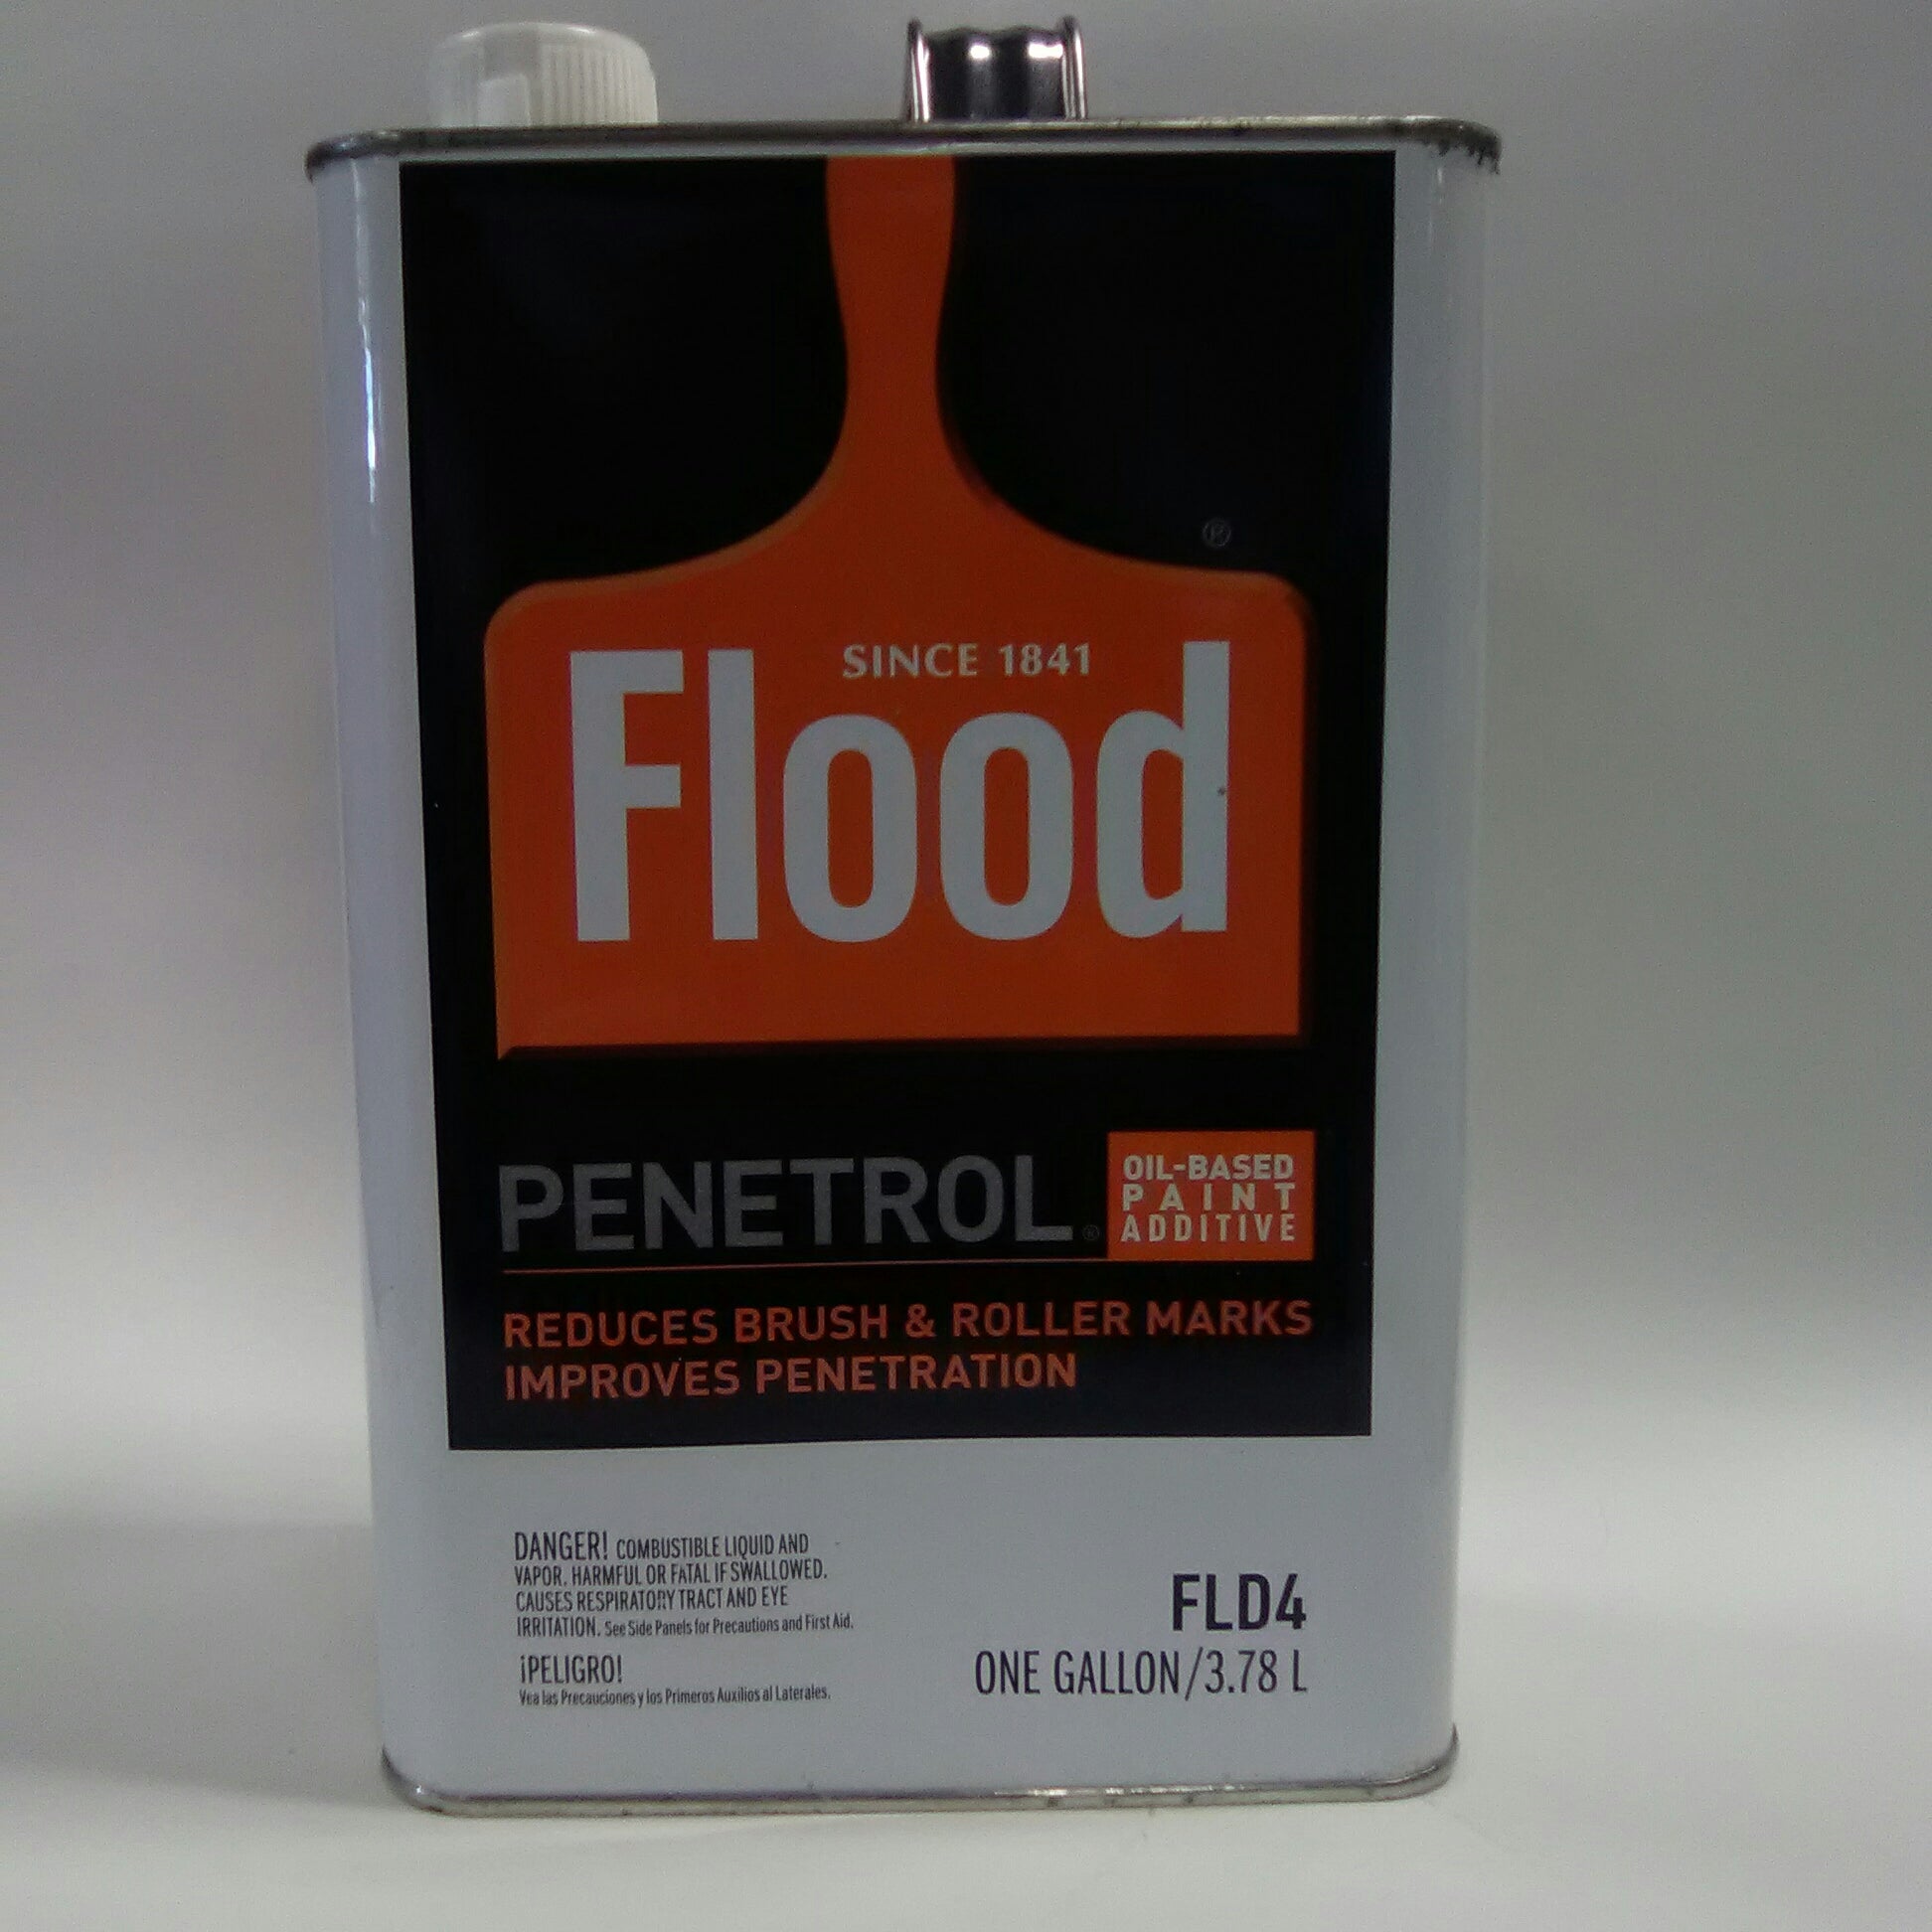 ®
SINCE 1841
Flood
PENETROL®
OIL-BASED
PAINT
ADDITIVE
REDUCES BRUSH & ROLLER MARKS
IMPROVES PENETRATION
DANGER! COMBUSTIBLE LIQUID AND
VAPOR. HARMFUL OR FATAL IF SWALLOWED.
CAUSES RESPIRATORY TRACT AND EYE
IRRITATION. See Side Panels for Precautions and First Aid.
¡PELIGRO!
Vea las Precauciones y los Primeros Auxilios al Laterales.
FLD4
ONE GALLON/3.78 L